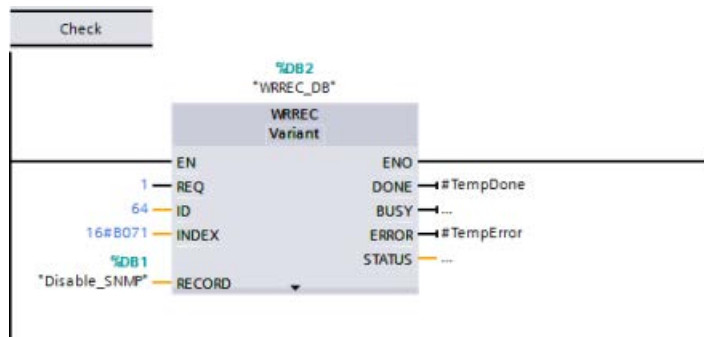 Check
%DB2
"WRREC_DB"
WRREC
Variant
EN ENO
1 REQ DONE #TempDone
64 ID BUSY ...
16#B071 INDEX ERROR #TempError
%DB1 STATUS ...
"Disable_SNMP" RECORD